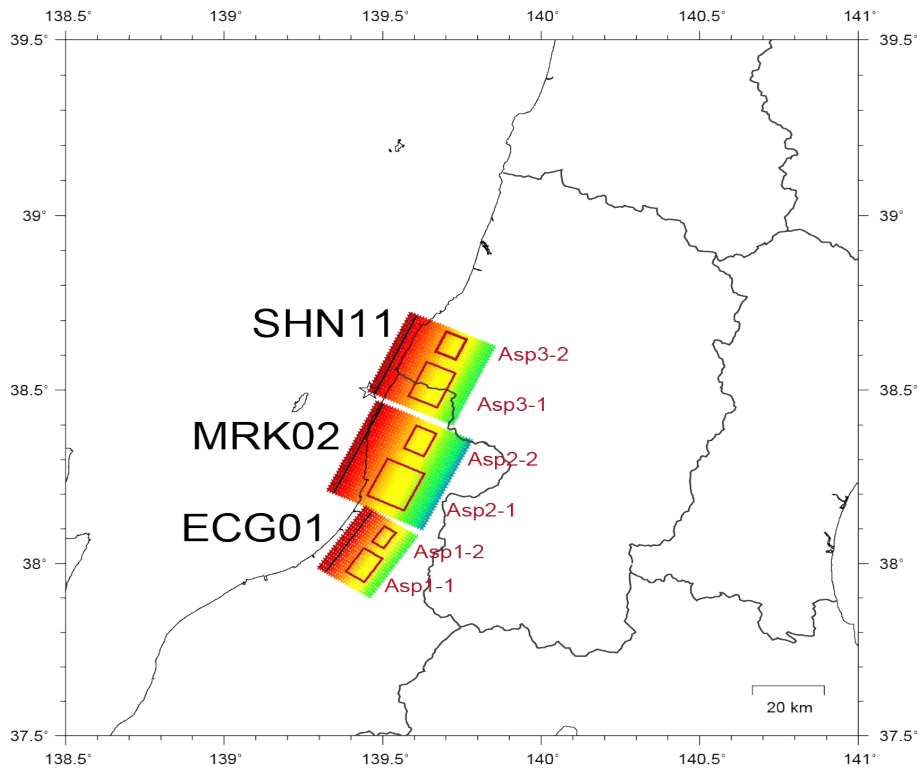 138.5° 139° 139.5° 140° 140.5° 141°
39.5° 39.5°
39° 39°
SHN11
Asp3-2
38.5° 38.5°
Asp3-1
MRK02
Asp2-2
Asp2-1
ECG01
Asp1-2
38° 38°
Asp1-1
20 km
37.5° 37.5°
138.5° 139° 139.5° 140° 140.5° 141°